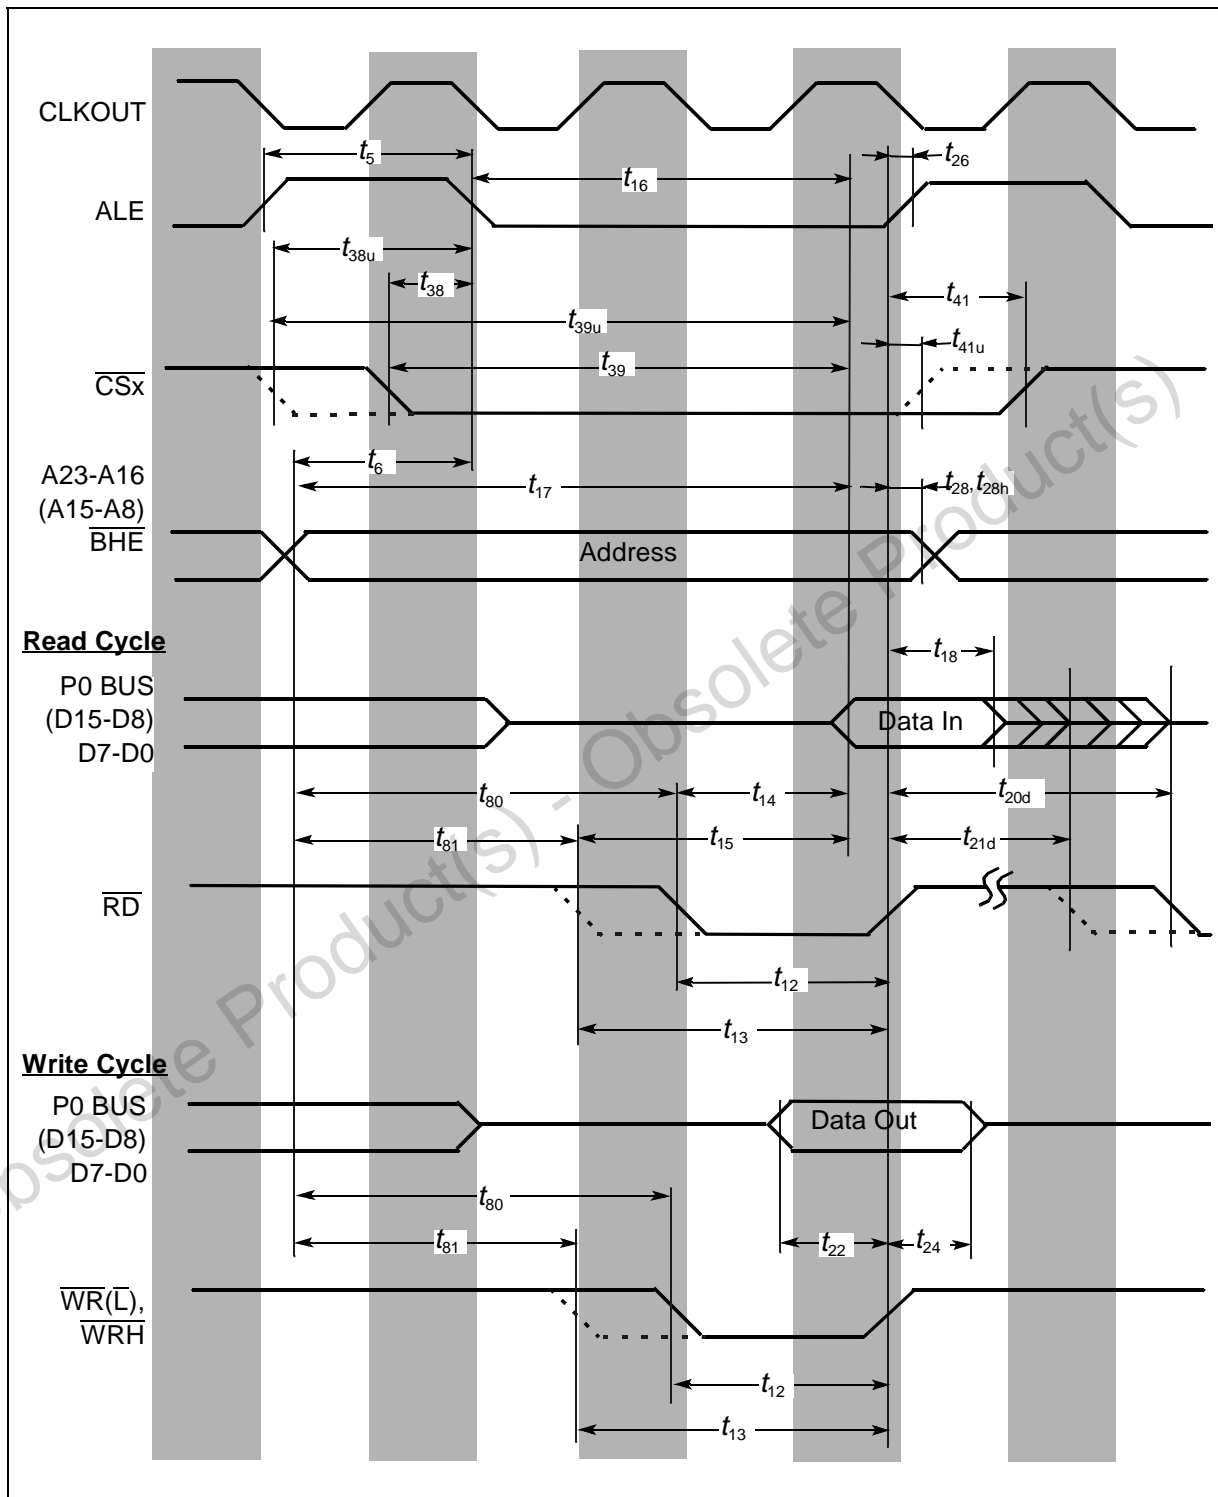 CLKOUT
t5
t26
t16
ALE
t38u
t38
t41
t39u
t41u
t39
CSx
t6
A23-A16
t17
t28, t28h
(A15-A8)
BHE
Address
Read Cycle
t18
P0 BUS
(D15-D8)
Data In
D7-D0
t80
t14
t20d
t81
t15
t21d
RD
t12
t13
Write Cycle
P0 BUS
(D15-D8)
Data Out
D7-D0
t80
t81
t22
t24
WR(L),
WRH
t12
t13
Obsolete Product(s) - Obsolete Product(s)